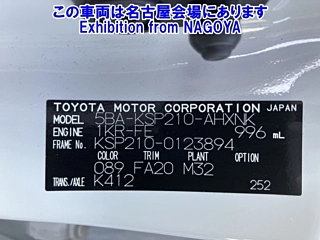 この車両は名古屋会場にあります
Exhibition from NAGOYA
TOYOTA MOTOR CORPORATION JAPAN
MODEL 5BA-KSP210-AHXNK
ENGINE 1KR-FE 996 mL
FRAME No. KSP210-0123894
COLOR TRIM PLANT
089 FA20 M32
TRANS./AXLE K412 252